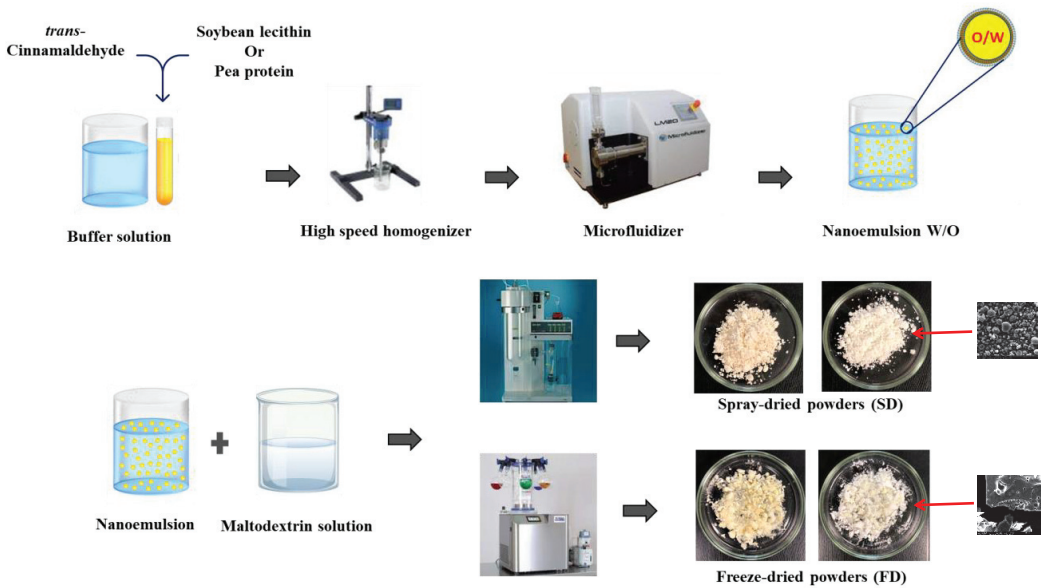 trans-
Cinnamaldehyde
Soybean lecithin
Or
Pea protein
O/W
LM20
Microfluidizer
Buffer solution
High speed homogenizer
Microfluidizer
Nanoemulsion W/O
Spray-dried powders (SD)
Nanoemulsion
Maltodextrin solution
Freeze-dried powders (FD)